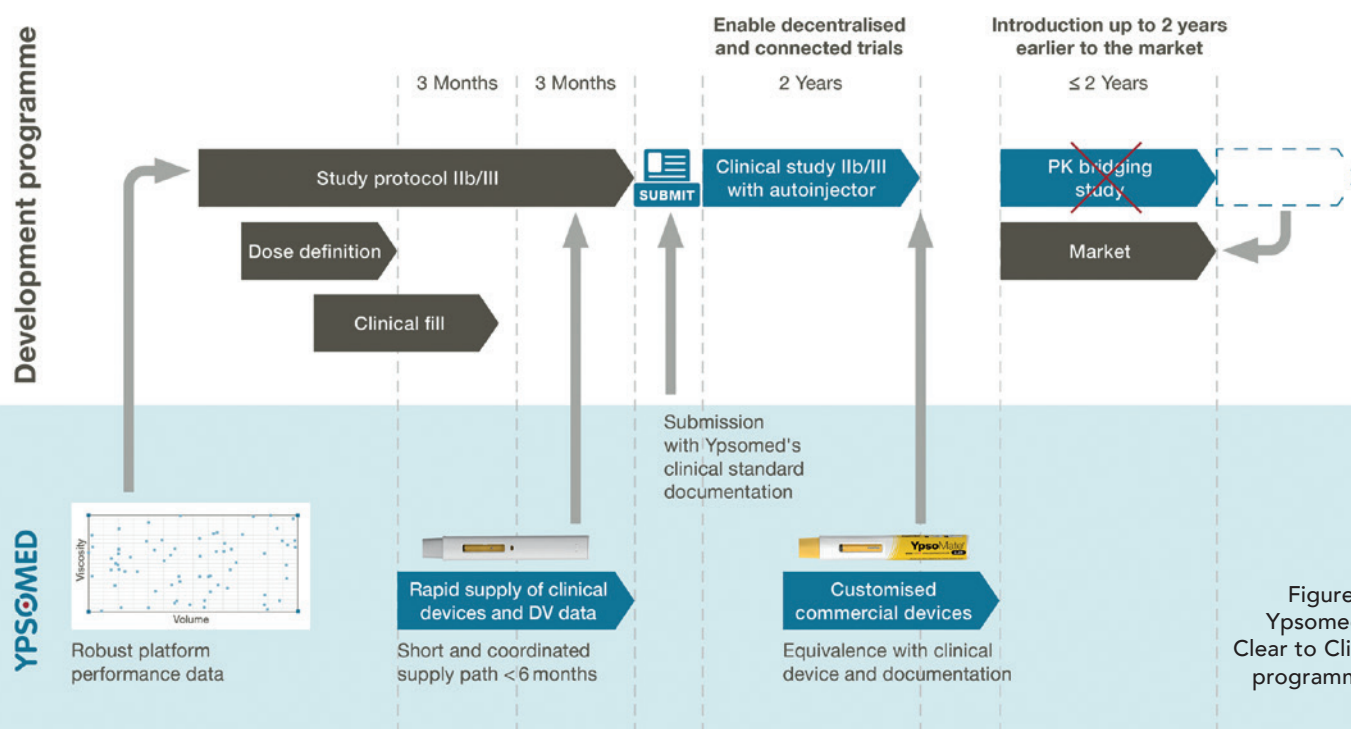 Development programme
Enable decentralised
and connected trials
Introduction up to 2 years
earlier to the market
3 Months
3 Months
2 Years
≤ 2 Years
Study protocol IIb/III
SUBMIT
Clinical study IIb/III
with autoinjector
PK bridging
study
Dose definition
Market
Clinical fill
Submission
with Ypsomed's
clinical standard
documentation
YPSOMED
Viscosity
Volume
Robust platform
performance data
Rapid supply of clinical
devices and DV data
Short and coordinated
supply path < 6 months
YpsoMate
Customised
commercial devices
Equivalence with clinical
device and documentation
Figure
Clear to